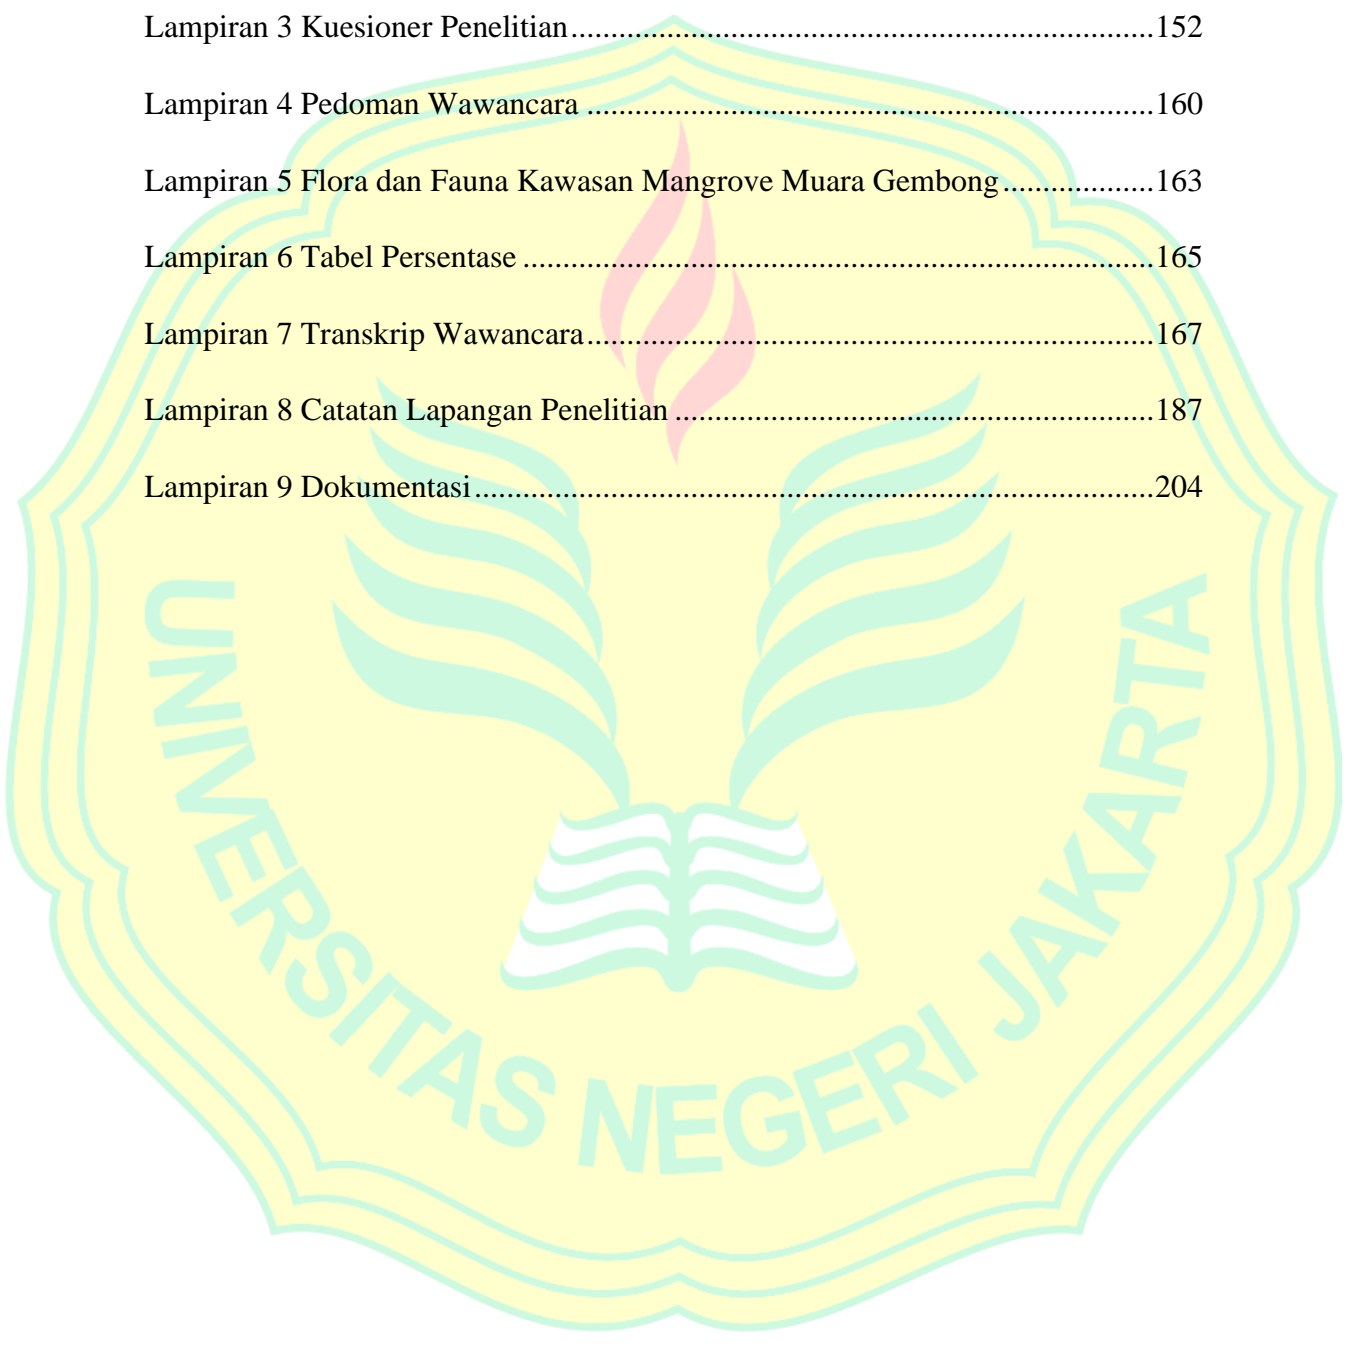 Lampiran 3 Kuesioner Penelitian..........................................................................152
Lampiran 4 Pedoman Wawancara ........................................................................160
Lampiran 5 Flora dan Fauna Kawasan Mangrove Muara Gembong...................163
Lampiran 6 Tabel Persentase ................................................................................165
Lampiran 7 Transkrip Wawancara........................................................................167
Lampiran 8 Catatan Lapangan Penelitian .............................................................187
Lampiran 9 Dokumentasi......................................................................................204
UNIVERSITAS NEGERI JAKARTA